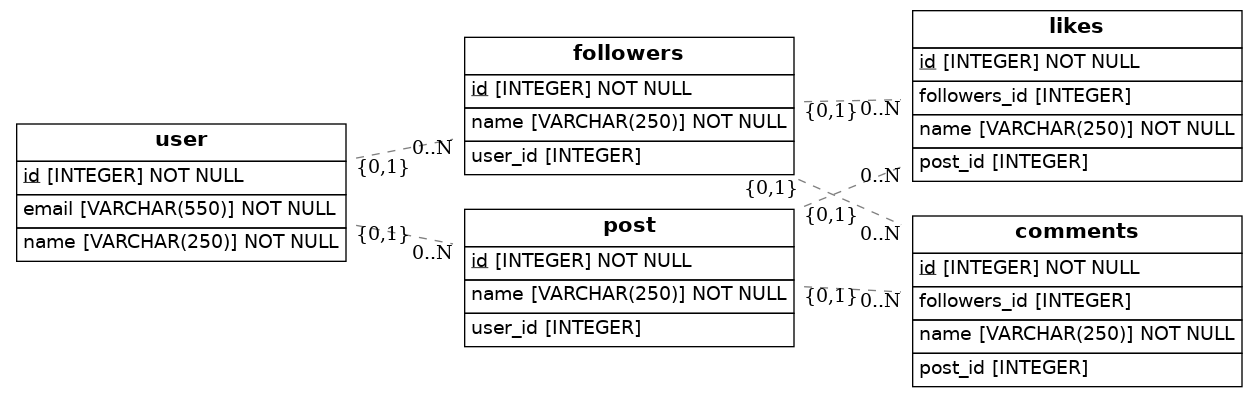 user
id [INTEGER] NOT NULL
email [VARCHAR(550)] NOT NULL
name [VARCHAR(250)] NOT NULL
{0,1}
0..N
{0,1}
0..N
followers
id [INTEGER] NOT NULL
name [VARCHAR(250)] NOT NULL
user_id [INTEGER]
post
id [INTEGER] NOT NULL
name [VARCHAR(250)] NOT NULL
user_id [INTEGER]
{0,1}
0..N
{0,1}
0..N
{0,1}
0..N
{0,1}
0..N
likes
id [INTEGER] NOT NULL
followers_id [INTEGER]
name [VARCHAR(250)] NOT NULL
post_id [INTEGER]
comments
id [INTEGER] NOT NULL
followers_id [INTEGER]
name [VARCHAR(250)] NOT NULL
post_id [INTEGER]